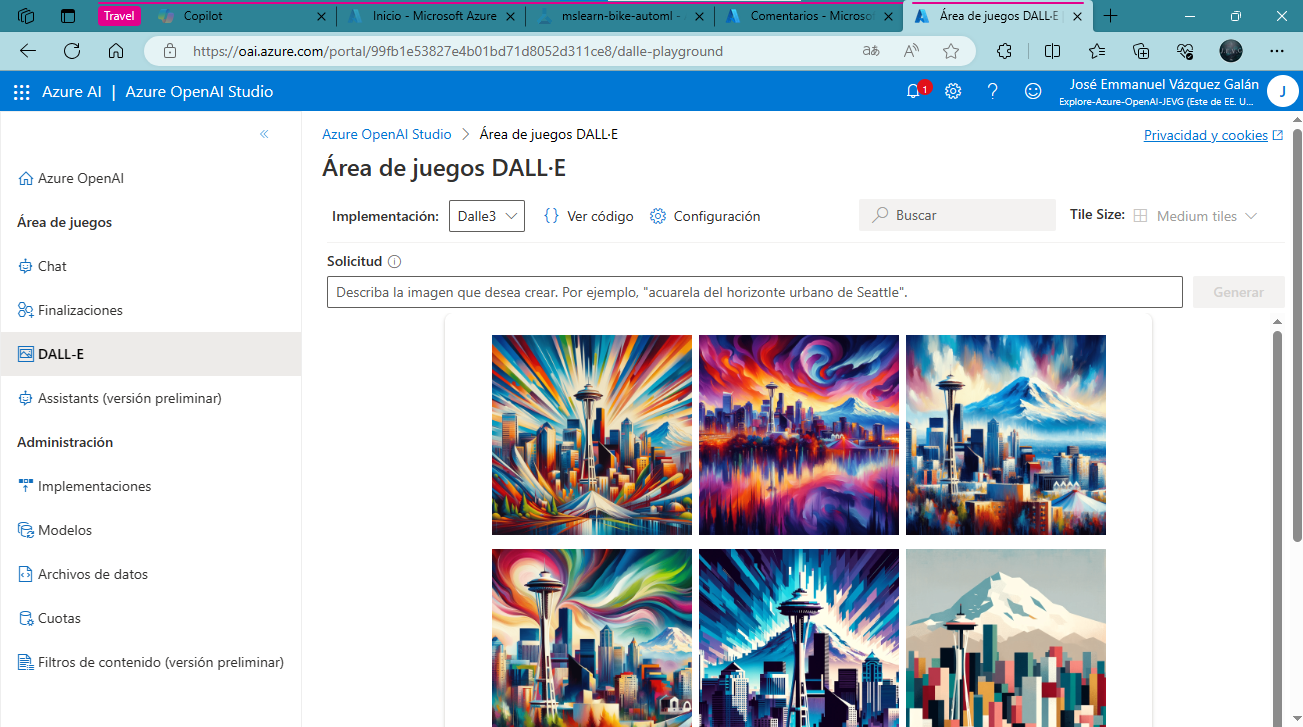 Travel Copilot Inicio - Microsoft Azure mslearn-bike-automl - Comentarios - Microso Área de juegos DALL·E
https://oai.azure.com/portal/99fb1e53827e4b01bd71d8052d311ce8/dalle-playground
Azure AI | Azure OpenAI Studio 1 José Emmanuel Vázquez Galán J
Explore-Azure-OpenAI-JEVG (Este de EE. U...
Azure OpenAI Studio > Área de juegos DALL·E Privacidad y cookies
Área de juegos DALL·E
Azure OpenAI
Área de juegos
Chat
Finalizaciones
DALL-E
Assistants (versión preliminar)
Administración
Implementaciones
Modelos
Archivos de datos
Cuotas
Filtros de contenido (versión preliminar)
Implementación: Dalle3 {} Ver código Configuración Buscar Tile Size: Medium tiles
Solicitud
Describa la imagen que desea crear. Por ejemplo, "acuarela del horizonte urbano de Seattle". Generar